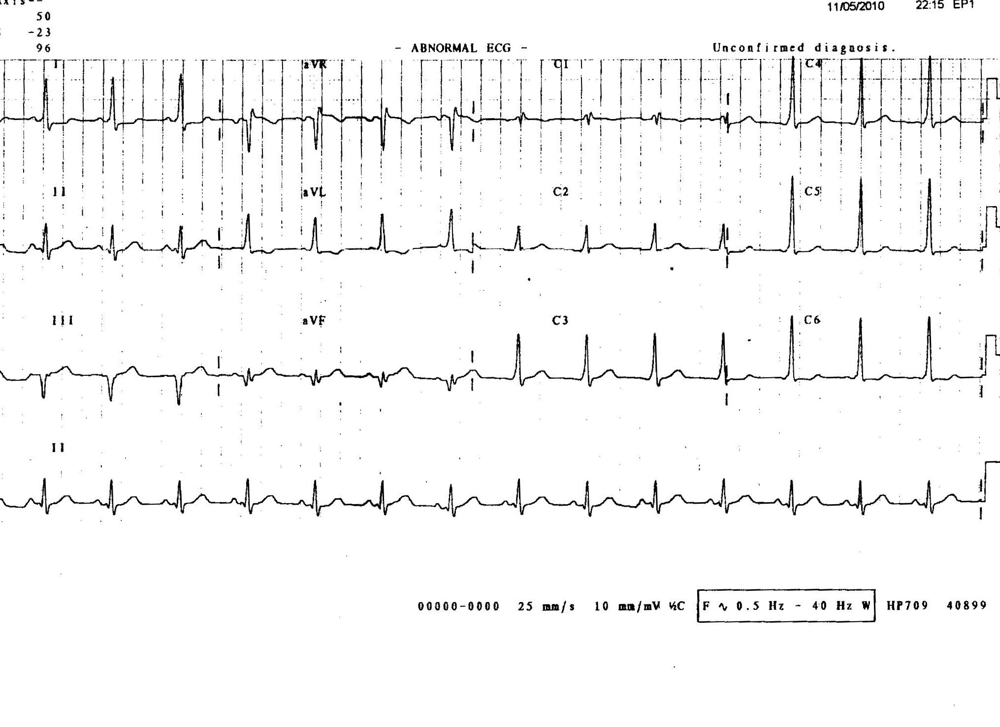 11/05/2010 22:15 EP1
50
-23
96
- ABNORMAL ECG - Unconfirmed diagnosis.
I aVR C1 C4
II aVL C2 C5
III aVF C3 C6
II
00000-0000 25 mm/s 10 mm/mV ½C F ∿ 0.5 Hz - 40 Hz W HP709 40899